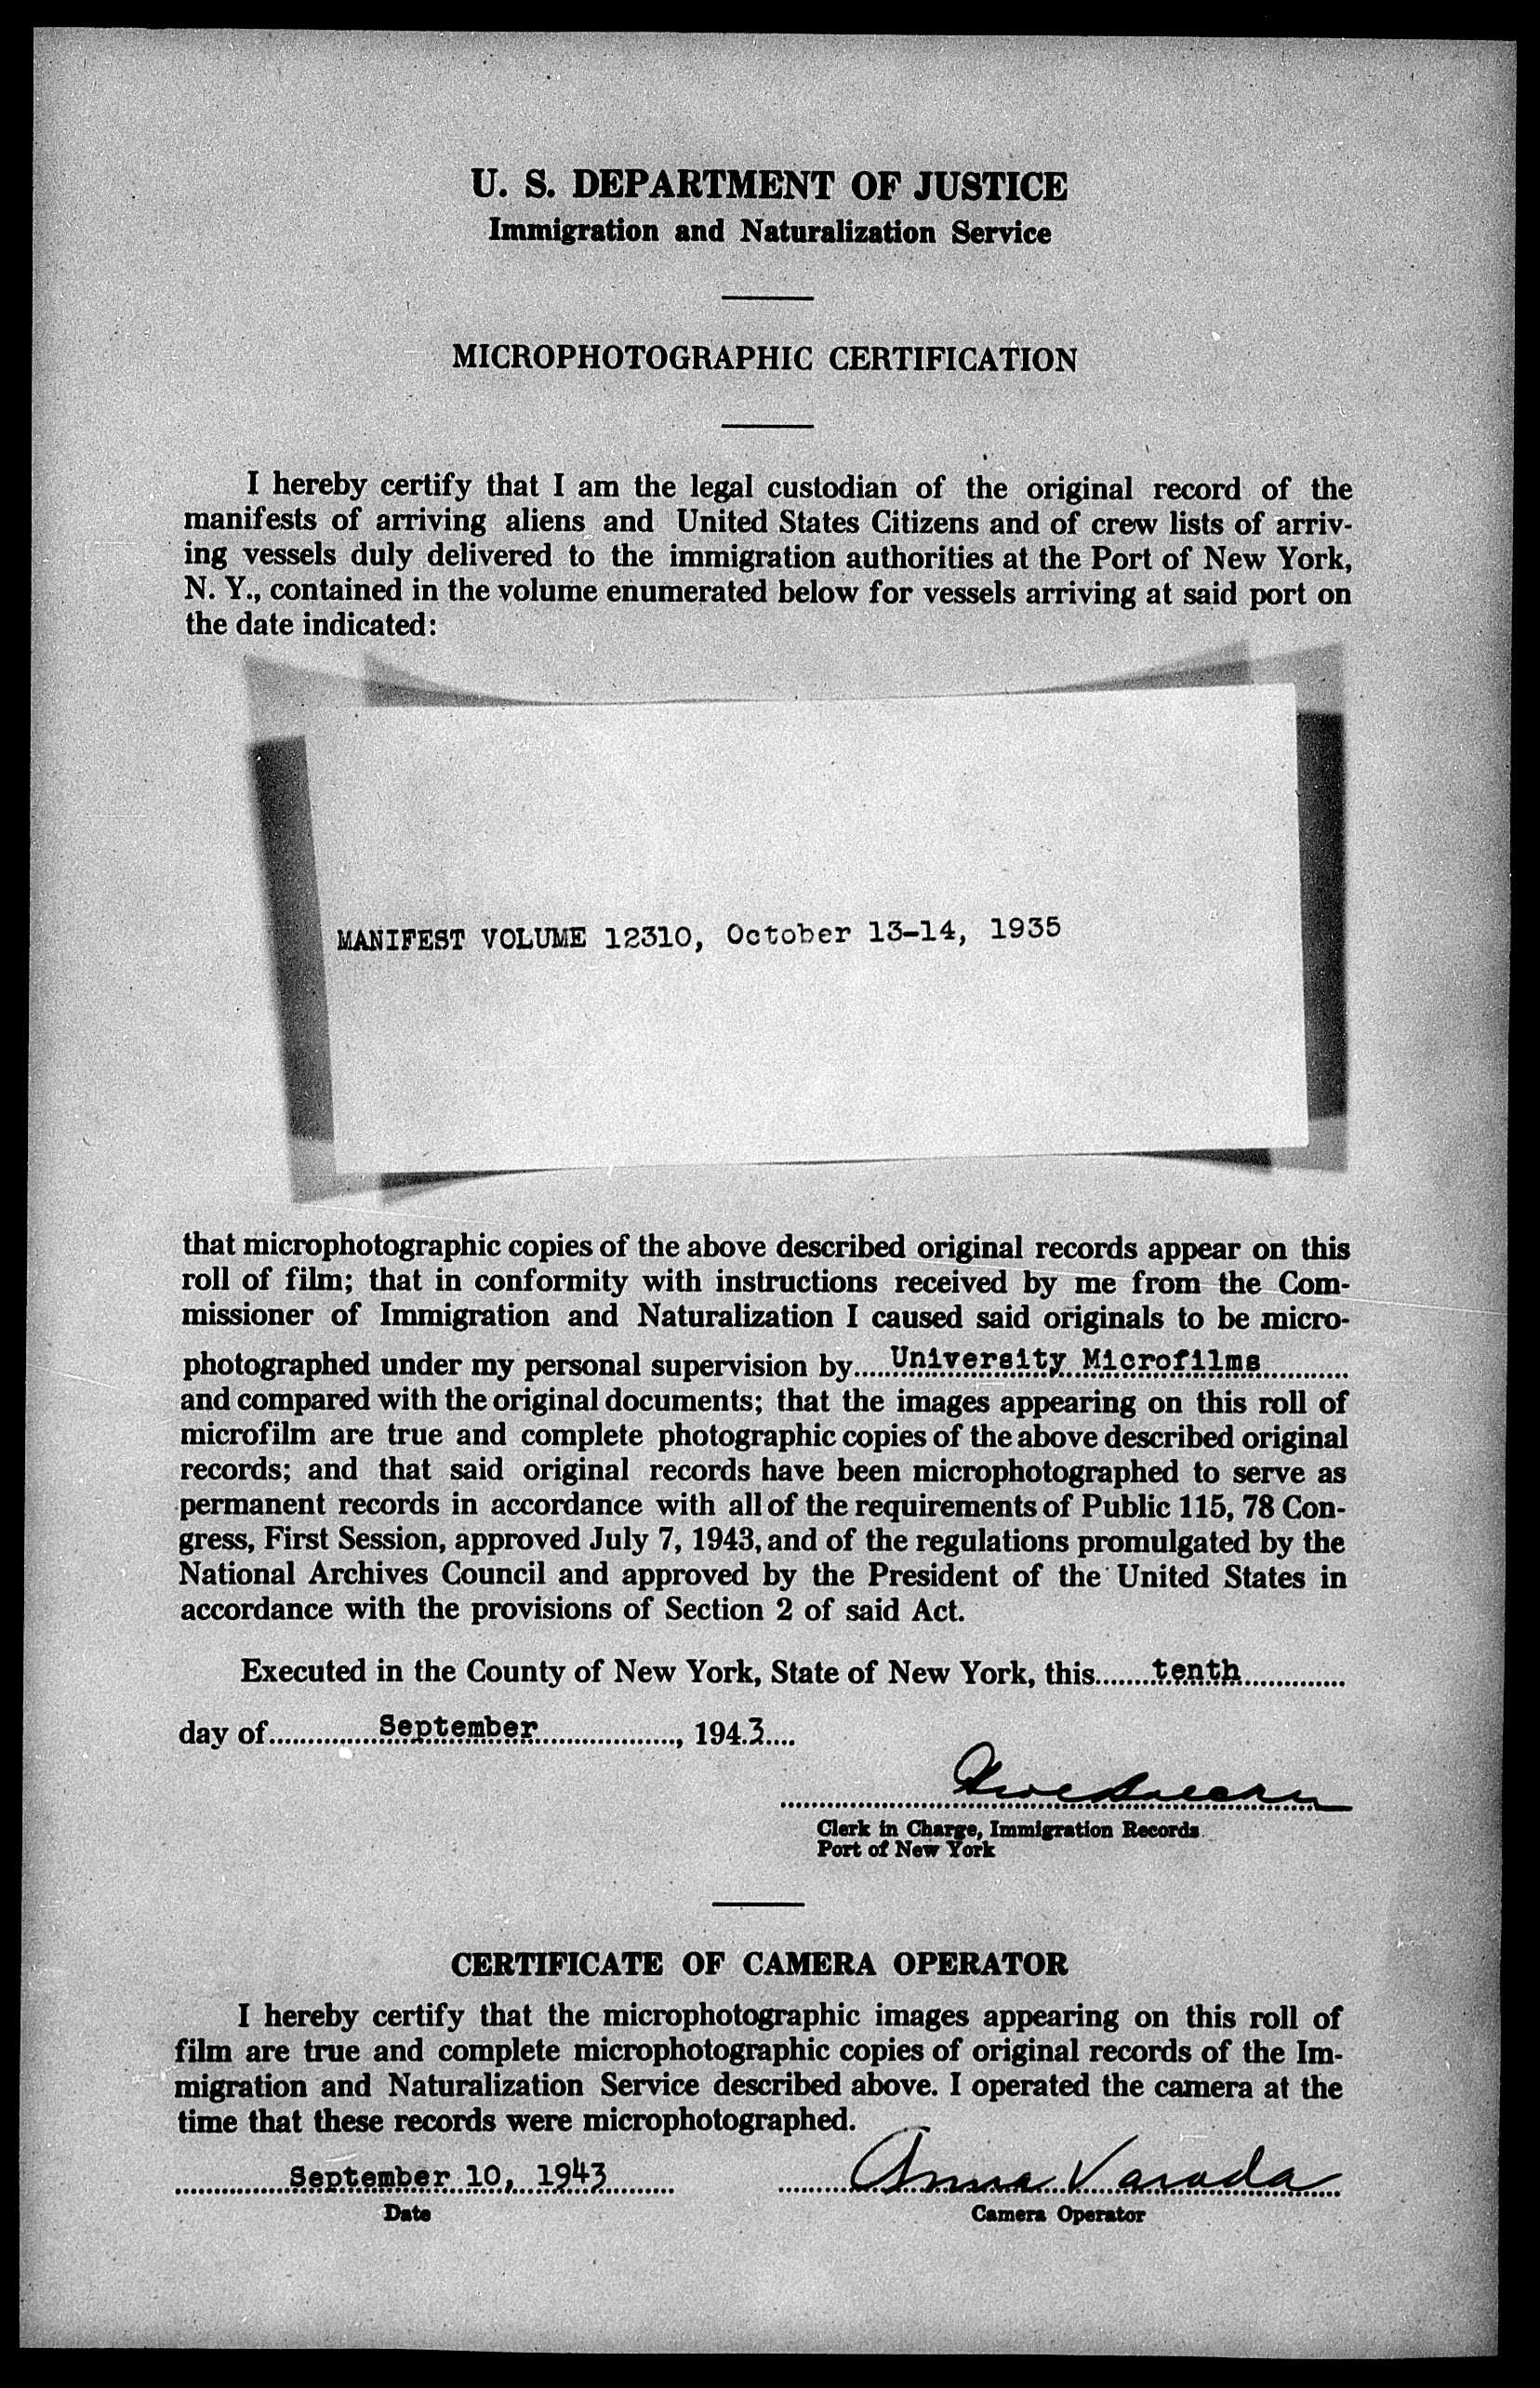 U. S. DEPARTMENT OF JUSTICE
Immigration and Naturalization Service
MICROPHOTOGRAPHIC CERTIFICATION
I hereby certify that I am the legal custodian of the original record of the
manifests of arriving aliens and United States Citizens and of crew lists of arriv-
ing vessels duly delivered to the immigration authorities at the Port of New York,
N. Y., contained in the volume enumerated below for vessels arriving at said port on
the date indicated:
MANIFEST VOLUME 12310, October 13-14, 1935
that microphotographic copies of the above described original records appear on this
roll of film; that in conformity with instructions received by me from the Com-
missioner of Immigration and Naturalization I caused said originals to be micro-
photographed under my personal supervision by....University Microfilms............
and compared with the original documents; that the images appearing on this roll of
microfilm are true and complete photographic copies of the above described original
records; and that said original records have been microphotographed to serve as
permanent records in accordance with all of the requirements of Public 115, 78 Con-
gress, First Session, approved July 7, 1943, and of the regulations promulgated by the
National Archives Council and approved by the President of the United States in
accordance with the provisions of Section 2 of said Act.
Executed in the County of New York, State of New York, this.......tenth.............
day of.............September.................., 194.3....
Clerk in Charge, Immigration Records
Port of New York
CERTIFICATE OF CAMERA OPERATOR
I hereby certify that the microphotographic images appearing on this roll of
film are true and complete microphotographic copies of original records of the Im-
migration and Naturalization Service described above. I operated the camera at the
time that these records were microphotographed.
September 10, 1943 Anna Varada
Date Camera Operator